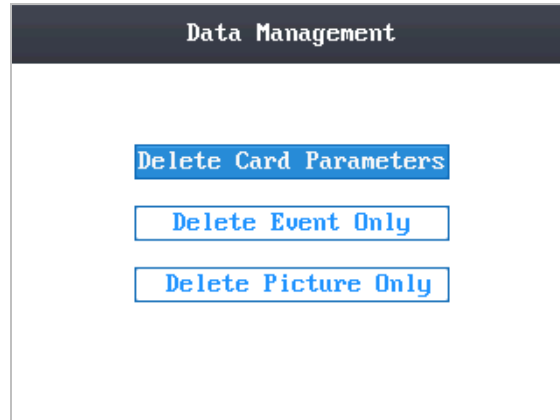 Data Management
Delete Card Parameters
Delete Event Only
Delete Picture Only